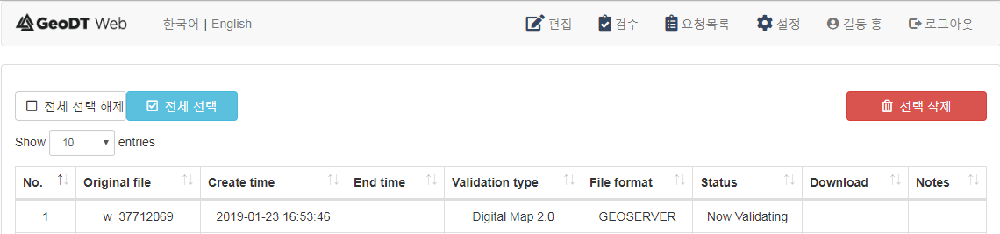 GeoDT Web 한국어 | English 편집 검수 요청목록 설정 길동 홍 로그아웃
전체 선택 해제 전체 선택 선택 삭제
Show 10 entries
No. Original file Create time End time Validation type File format Status Download Notes
1 w_37712069 2019-01-23 16:53:46 Digital Map 2.0 GEOSERVER Now Validating